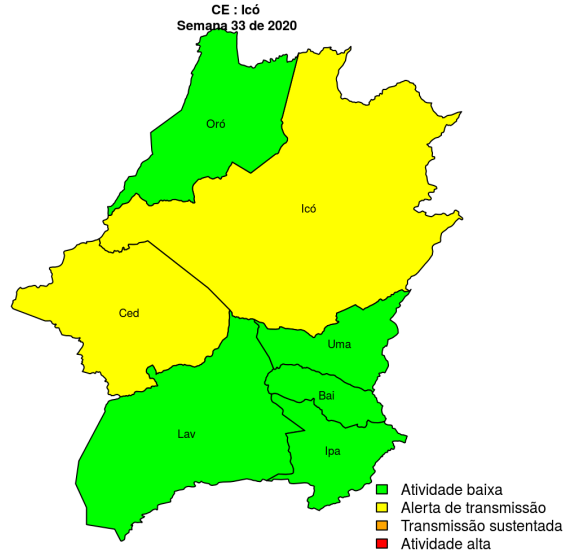 CE : Icó
Semana 33 de 2020
Oró
Icó
Ced
Uma
Bai
Lav
Ipa
Atividade baixa
Alerta de transmissão
Transmissão sustentada
Atividade alta